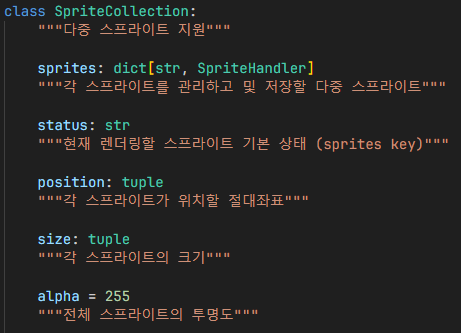 class SpriteCollection:
"""다중 스프라이트 지원"""
sprites: dict[str, SpriteHandler]
"""각 스프라이트를 관리하고 및 저장할 다중 스프라이트"""
status: str
"""현재 렌더링할 스프라이트 기본 상태 (sprites key)"""
position: tuple
"""각 스프라이트가 위치할 절대좌표"""
size: tuple
"""각 스프라이트의 크기"""
alpha = 255
"""전체 스프라이트의 투명도"""